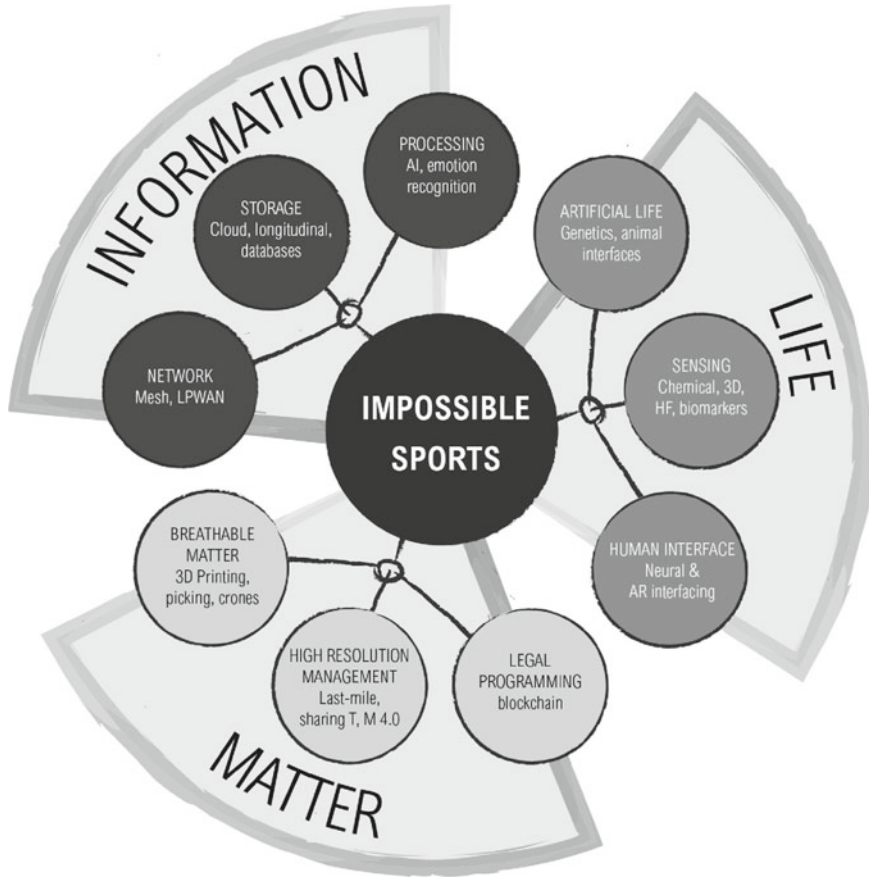 INFORMATION
PROCESSING
AI, emotion
recognition
STORAGE
Cloud, longitudinal,
databases
NETWORK
Mesh, LPWAN
LIFE
ARTIFICIAL LIFE
Genetics, animal
interfaces
SENSING
Chemical, 3D,
HF, biomarkers
HUMAN INTERFACE
Neural &
AR interfacing
IMPOSSIBLE
SPORTS
BREATHABLE
MATTER
3D Printing,
picking, crones
HIGH RESOLUTION
MANAGEMENT
Last-mile,
sharing T, M 4.0
LEGAL
PROGRAMMING
blockchain
MATTER